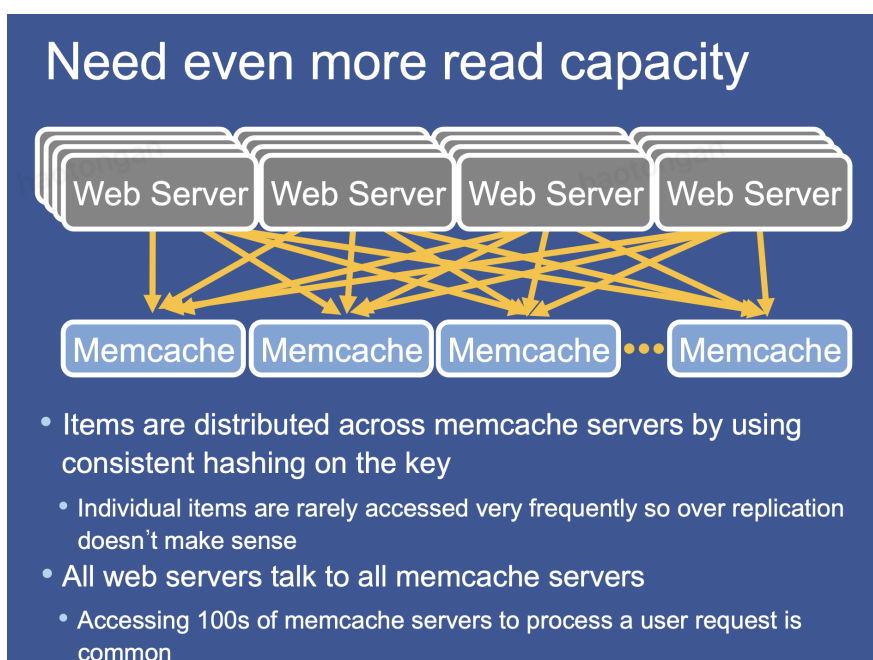 Need even more read capacity
haotongan
haotongan
Web Server Web Server Web Server Web Server
Memcache Memcache Memcache ••• Memcache
• Items are distributed across memcache servers by using
consistent hashing on the key
• Individual items are rarely accessed very frequently so over replication
doesn’t make sense
• All web servers talk to all memcache servers
• Accessing 100s of memcache servers to process a user request is
common